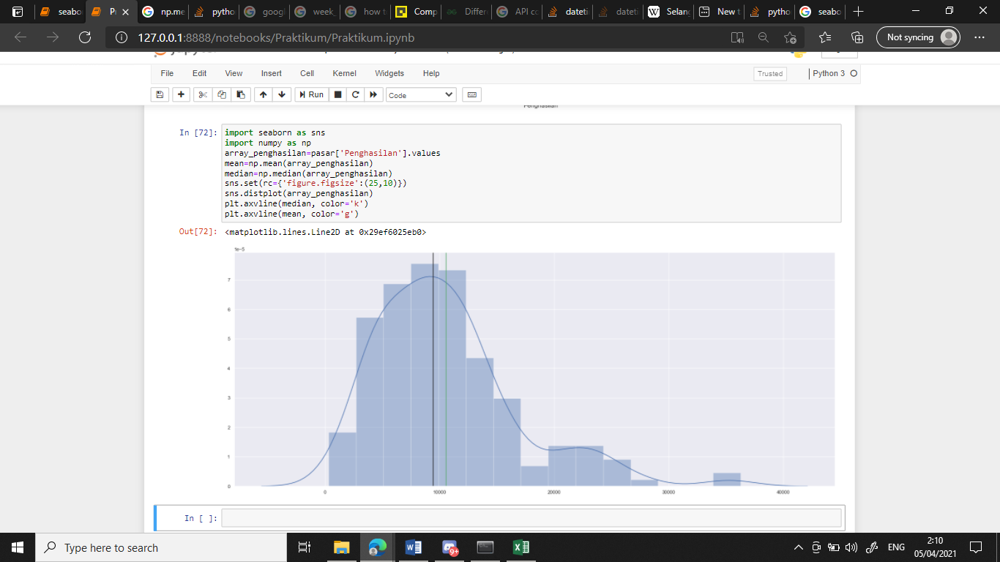 seabo
P
np.me
pytho
goog
week_
how t
Comp
Differ
API co
dateti
dateti
Selan
New t
pytho
seabo
127.0.0.1:8888/notebooks/Praktikum/Praktikum.ipynb
Not syncing
File Edit View Insert Cell Kernel Widgets Help
Trusted
Python 3
Run
Code
Penghasilan
In [72]:
import seaborn as sns
import numpy as np
array_penghasilan=pasar['Penghasilan'].values
mean=np.mean(array_penghasilan)
median=np.median(array_penghasilan)
sns.set(rc={'figure.figsize':(25,10)})
sns.distplot(array_penghasilan)
plt.axvline(median, color='k')
plt.axvline(mean, color='g')
Out[72]: <matplotlib.lines.Line2D at 0x29ef6025eb0>
1e-5
7
6
5
4
3
2
1
0
0 10000 20000 30000 40000
In [ ]:
Type here to search
9+
ENG
2:10
05/04/2021